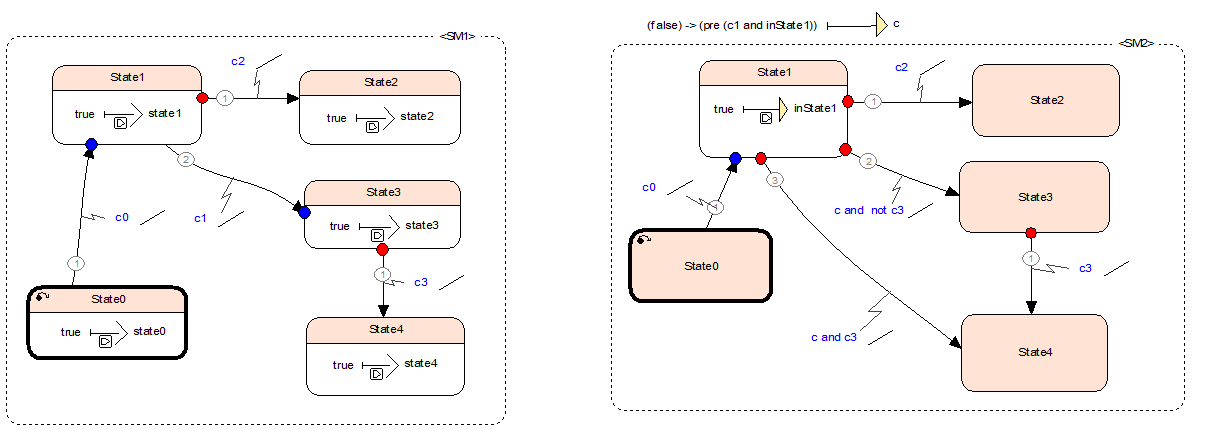 (false) -> (pre (c1 and inState1)) c
<SM1>
State1
true state1
c2
1
State2
true state2
2
c1
State3
true state3
1
c3
State4
true state4
c0
1
State0
true state0
<SM2>
State1
true inState1
c2
1
State2
2
c and not c3
State3
1
c3
State4
3
c and c3
c0
1
State0